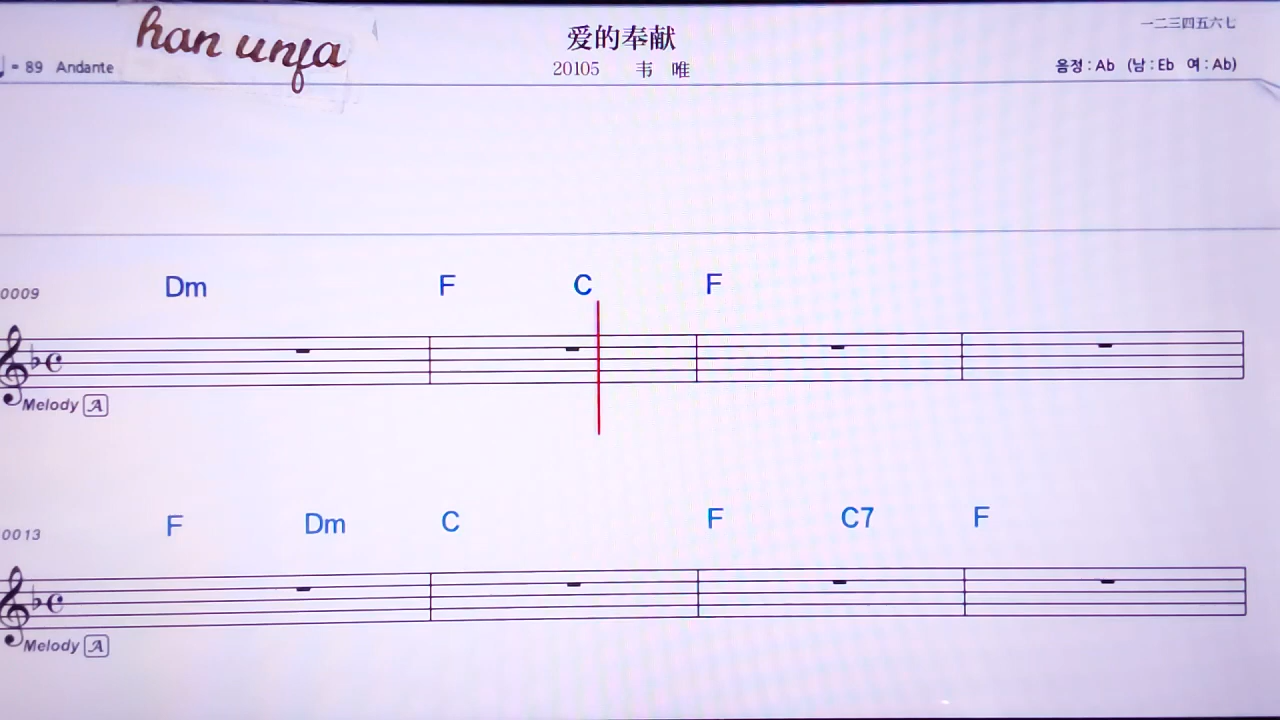 han unfa
爱的奉献
一二三四五六七
= 89 Andante
20105 韦 唯
음정 : Ab (남 : Eb 여 : Ab)
0009
Dm F C F
Melody A
0013
F Dm C F C7 F
Melody A